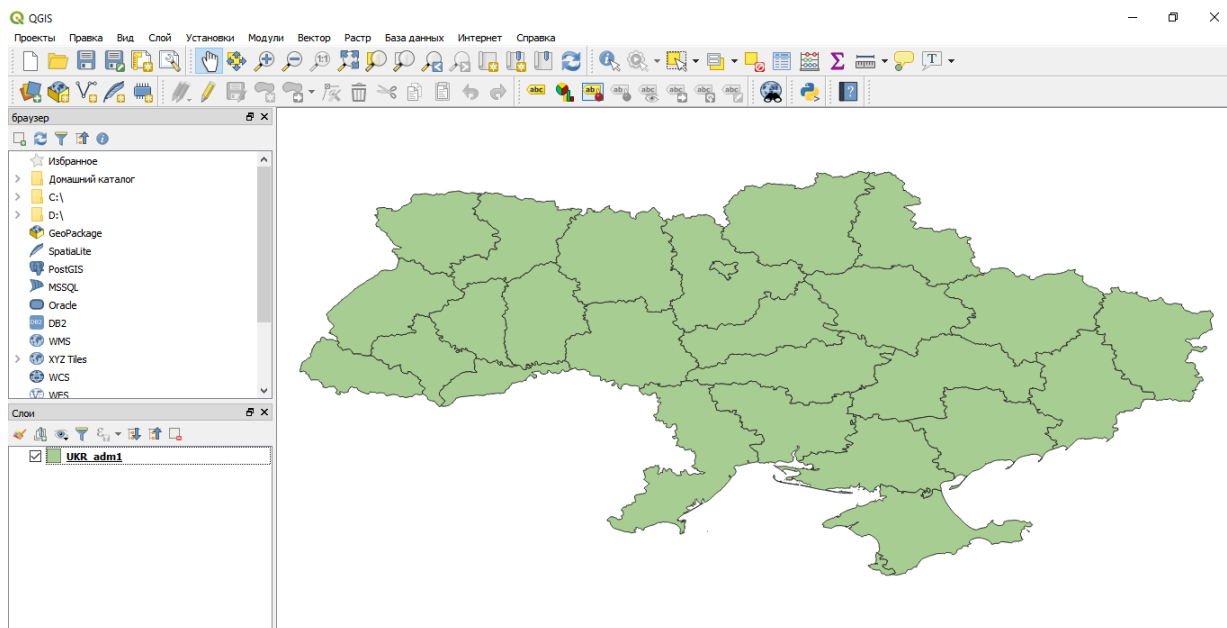 QGIS
Проекты Правка Вид Слой Установки Модули Вектор Растр База данных Интернет Справка
браузер
Избранное
Домашний каталог
C:\
D:\
GeoPackage
SpatiaLite
PostGIS
MSSQL
Oracle
DB2
WMS
XYZ Tiles
WCS
WFS
Слои
UKR_adm1